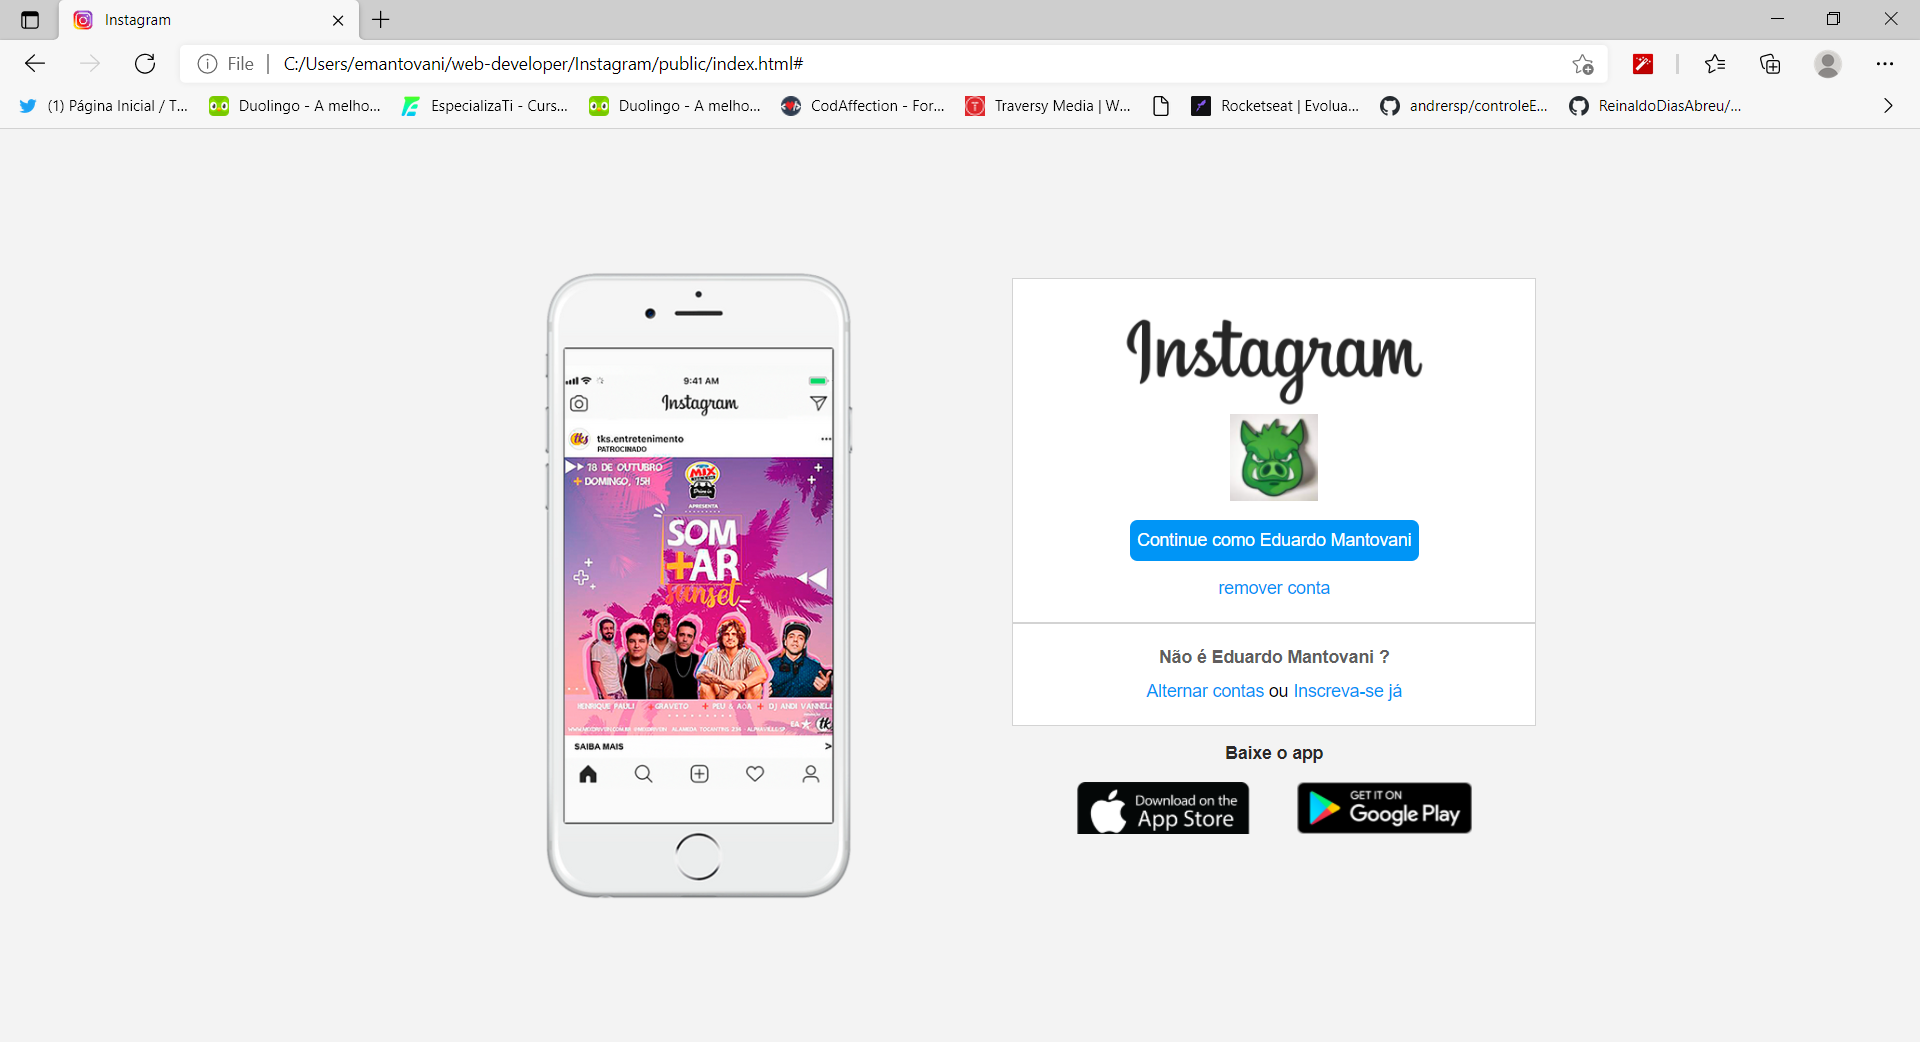 Instagram
File
C:/Users/emantovani/web-developer/Instagram/public/index.html#
(1) Página Inicial / T...
Duolingo - A melho...
EspecializaTi - Curs...
Duolingo - A melho...
CodAffection - For...
Traversy Media | W...
Rocketseat | Evolua...
andrersp/controleE...
ReinaldoDiasAbreu/...
9:41 AM
Instagram
tks
tks.entretenimento
PATROCINADO
18 DE OUTUBRO
DOMINGO, 15H
MIX
Drive in
APRESENTA
SOM
+AR
sunset
HENRIQUE PAULI + GRAVETO + PEU & ADA + DJ ANDI VANNELL
SAIBA MAIS >
Instagram
Continue como Eduardo Mantovani
remover conta
Não é Eduardo Mantovani ?
Alternar contas ou Inscreva-se já
Baixe o app
Download on the
App Store
GET IT ON
Google Play